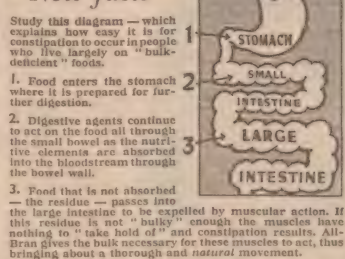 Study this diagram — which
explains how easy it is for
constipation to occur in people
who live largely on "bulk-
deficient" foods.
1. Food enters the stomach
where it is prepared for fur-
ther digestion.
2. Digestive agents continue
to act on the food all through
the small bowel as the nutri-
tive elements are absorbed
into the bloodstream through
the bowel wall.
3. Food that is not absorbed
— the residue — passes into
the large intestine to be expelled by muscular action. If
this residue is not "bulky" enough the muscles have
nothing to "take hold of" and constipation results. All-
Bran gives the bulk necessary for these muscles to act, thus
bringing about a thorough and natural movement.
1
STOMACH
2
SMALL
INTESTINE
3
LARGE
INTESTINE